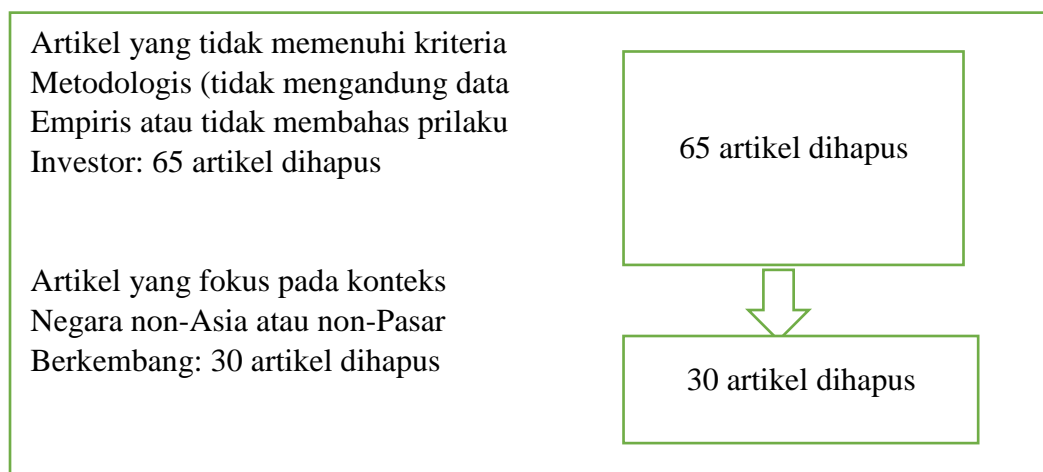 Artikel yang tidak memenuhi kriteria
Metodologis (tidak mengandung data
Empiris atau tidak membahas prilaku
Investor: 65 artikel dihapus
65 artikel dihapus
Artikel yang fokus pada konteks
Negara non-Asia atau non-Pasar
Berkembang: 30 artikel dihapus
30 artikel dihapus